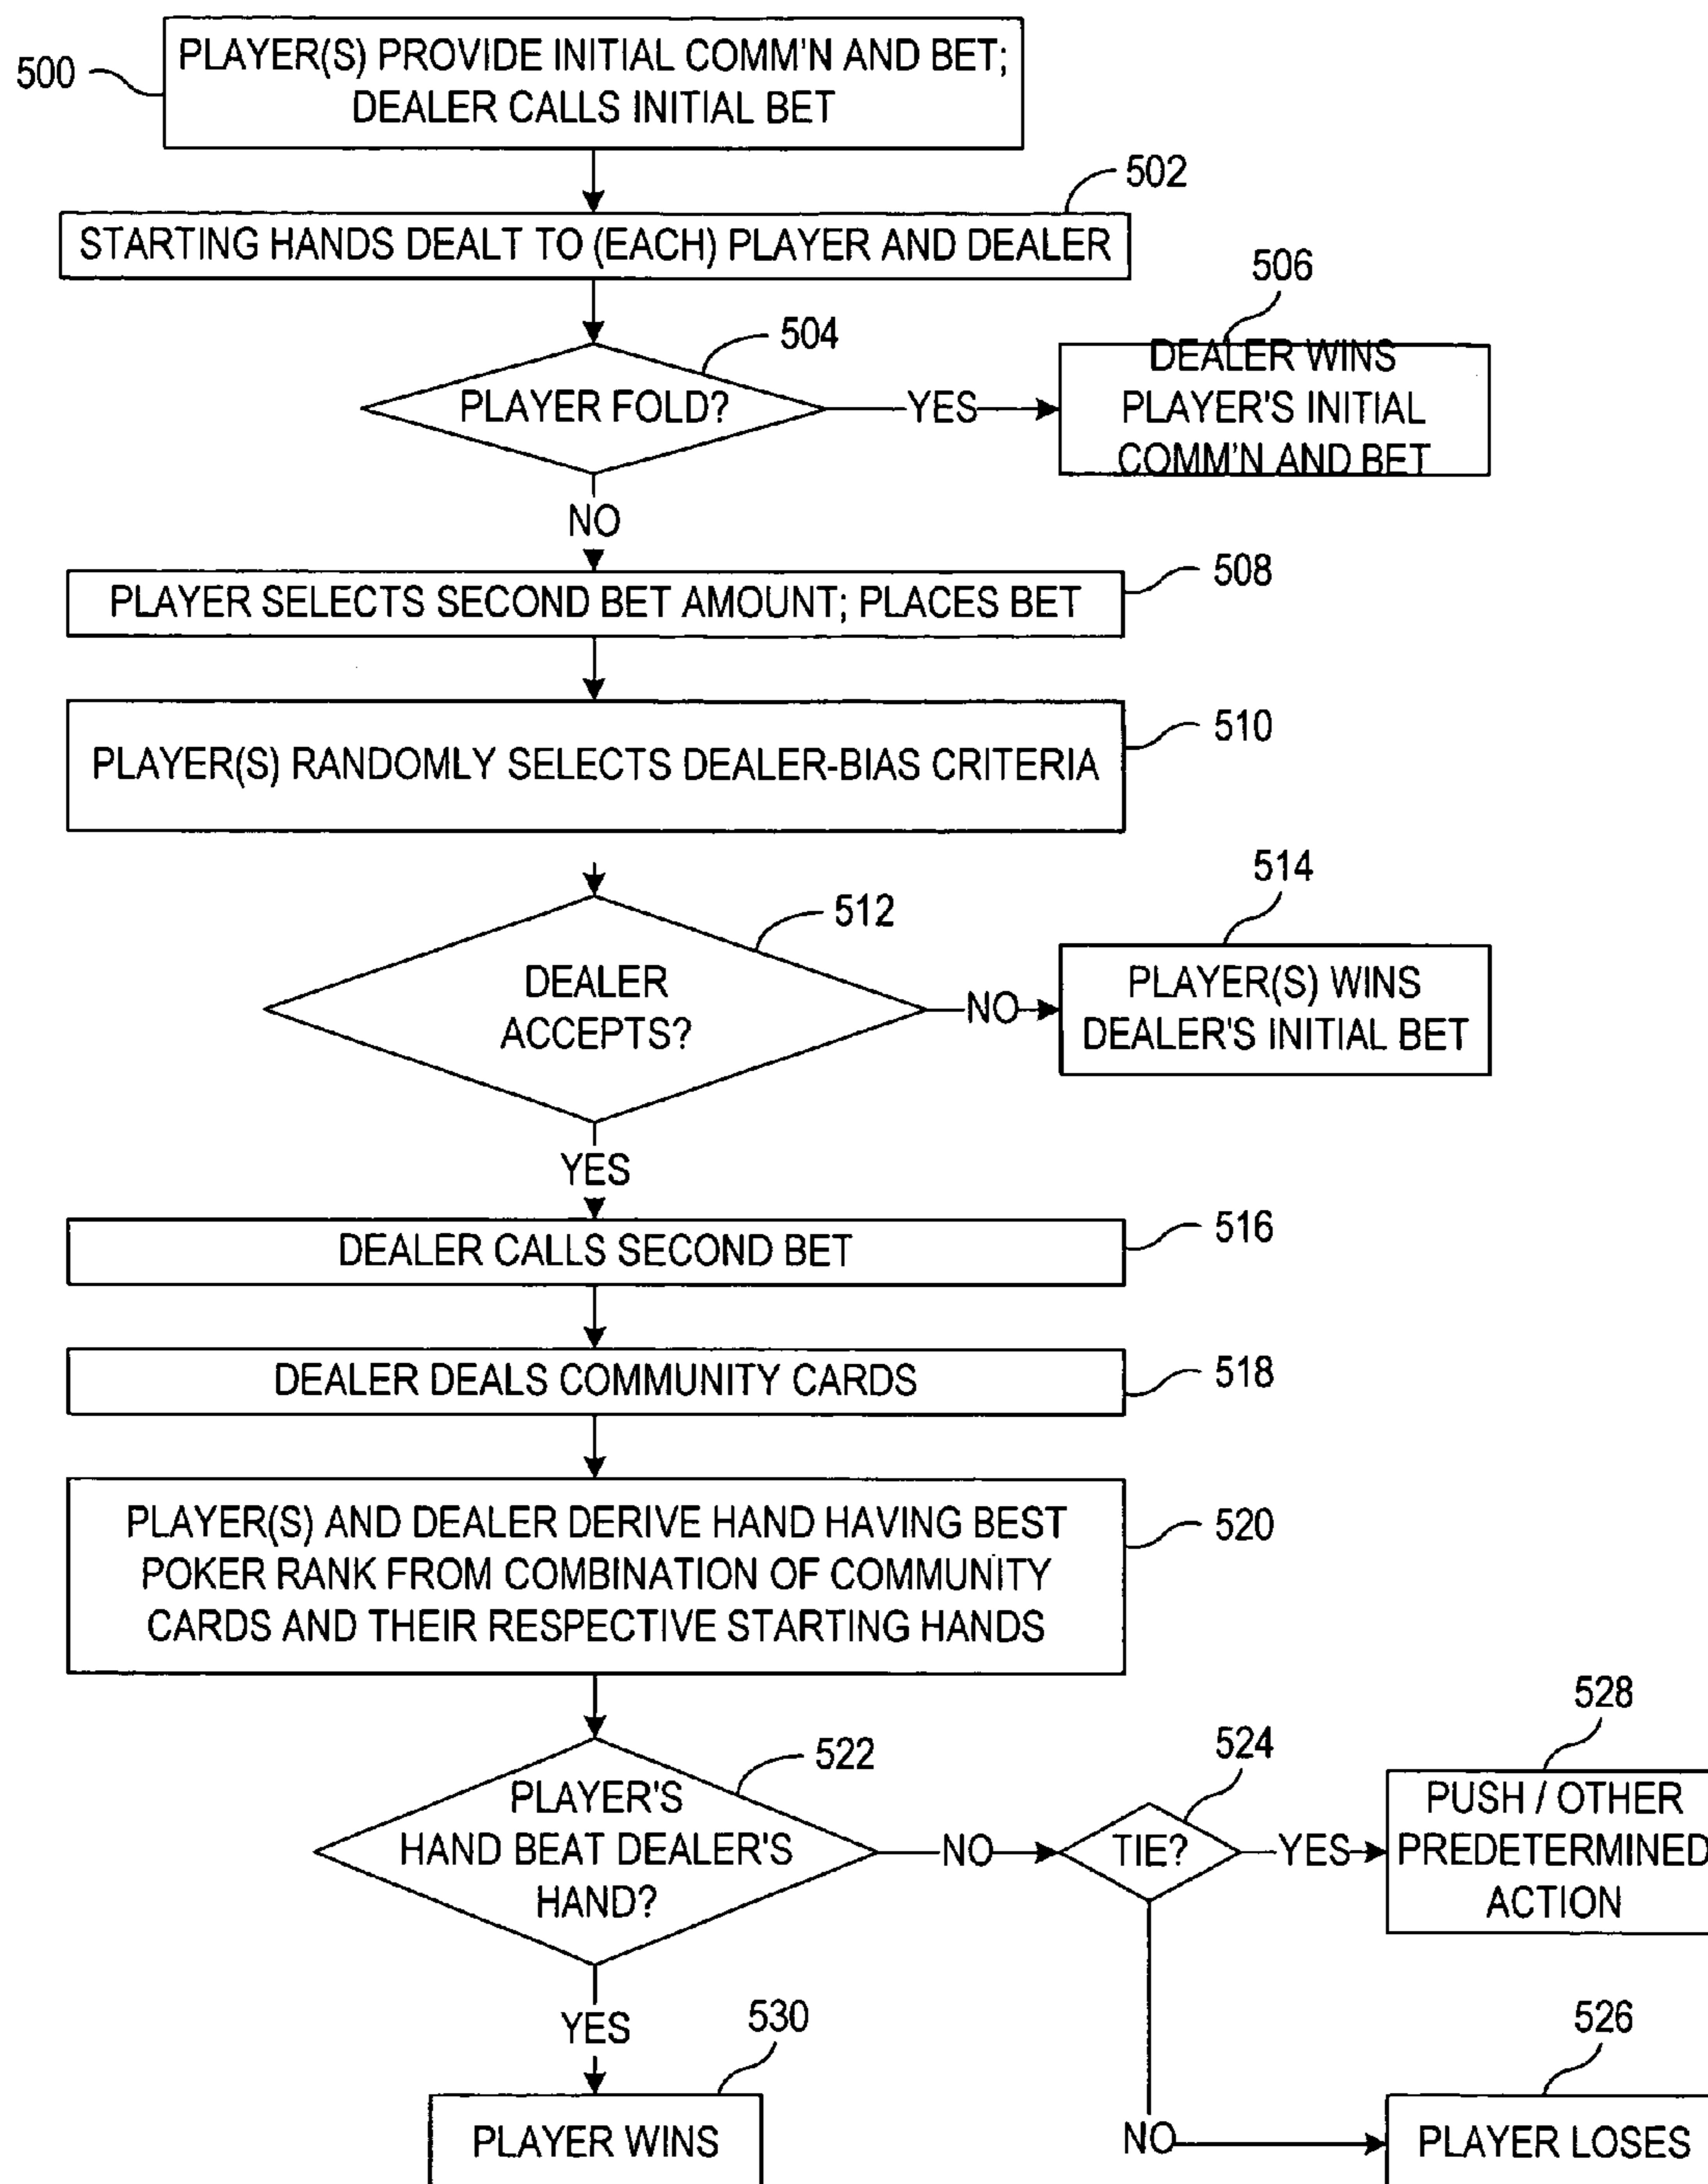 500
PLAYER(S) PROVIDE INITIAL COMM'N AND BET;
DEALER CALLS INITIAL BET
502
STARTING HANDS DEALT TO (EACH) PLAYER AND DEALER
504
PLAYER FOLD?
YES
506
DEALER WINS
PLAYER'S INITIAL
COMM'N AND BET
NO
508
PLAYER SELECTS SECOND BET AMOUNT; PLACES BET
510
PLAYER(S) RANDOMLY SELECTS DEALER-BIAS CRITERIA
512
DEALER
ACCEPTS?
NO
514
PLAYER(S) WINS
DEALER'S INITIAL BET
YES
516
DEALER CALLS SECOND BET
518
DEALER DEALS COMMUNITY CARDS
520
PLAYER(S) AND DEALER DERIVE HAND HAVING BEST
POKER RANK FROM COMBINATION OF COMMUNITY
CARDS AND THEIR RESPECTIVE STARTING HANDS
522
PLAYER'S
HAND BEAT DEALER'S
HAND?
NO
524
TIE?
YES
528
PUSH / OTHER
PREDETERMINED
ACTION
YES
530
PLAYER WINS
NO
526
PLAYER LOSES